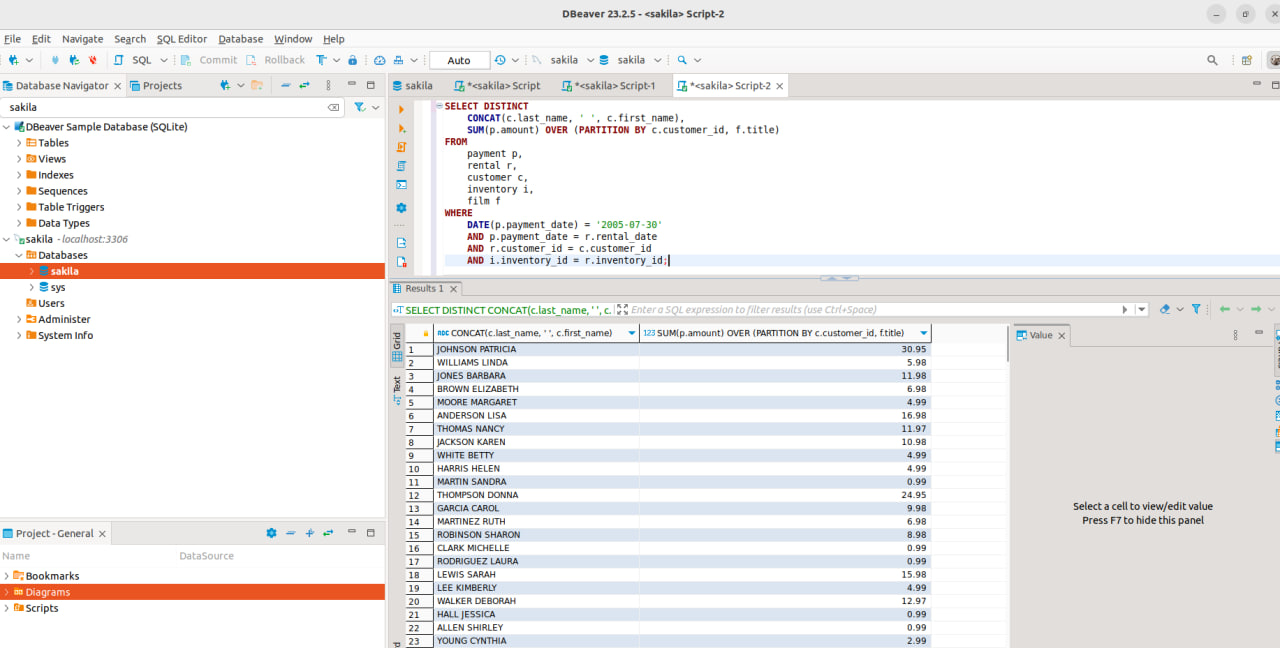 DBeaver 23.2.5 - <sakila> Script-2
File Edit Navigate Search SQL Editor Database Window Help
SQL Commit Rollback Auto sakila sakila
Database Navigator Projects
sakila
DBeaver Sample Database (SQLite)
Tables
Views
Indexes
Sequences
Table Triggers
Data Types
sakila - localhost:3306
Databases
sakila
sys
Users
Administer
System Info
Project - General
Name DataSource
Bookmarks
Diagrams
Scripts
sakila *<sakila> Script *<sakila> Script-1 *<sakila> Script-2
SELECT DISTINCT
CONCAT(c.last_name, ' ', c.first_name),
SUM(p.amount) OVER (PARTITION BY c.customer_id, f.title)
FROM
payment p,
rental r,
customer c,
inventory i,
film f
WHERE
DATE(p.payment_date) = '2005-07-30'
AND p.payment_date = r.rental_date
AND r.customer_id = c.customer_id
AND i.inventory_id = r.inventory_id;
Results 1
SELECT DISTINCT CONCAT(c.last_name, ' ', c. Enter a SQL expression to filter results (use Ctrl+Space)
Grid
Text
ABC CONCAT(c.last_name, ' ', c.first_name) 123 SUM(p.amount) OVER (PARTITION BY c.customer_id, f.title)
1 JOHNSON PATRICIA 30.95
2 WILLIAMS LINDA 5.98
3 JONES BARBARA 11.98
4 BROWN ELIZABETH 6.98
5 MOORE MARGARET 4.99
6 ANDERSON LISA 16.98
7 THOMAS NANCY 11.97
8 JACKSON KAREN 10.98
9 WHITE BETTY 4.99
10 HARRIS HELEN 4.99
11 MARTIN SANDRA 0.99
12 THOMPSON DONNA 24.95
13 GARCIA CAROL 9.98
14 MARTINEZ RUTH 6.98
15 ROBINSON SHARON 8.98
16 CLARK MICHELLE 0.99
17 RODRIGUEZ LAURA 0.99
18 LEWIS SARAH 15.98
19 LEE KIMBERLY 4.99
20 WALKER DEBORAH 12.97
21 HALL JESSICA 0.99
22 ALLEN SHIRLEY 0.99
23 YOUNG CYNTHIA 2.99
Value
Select a cell to view/edit value
Press F7 to hide this panel